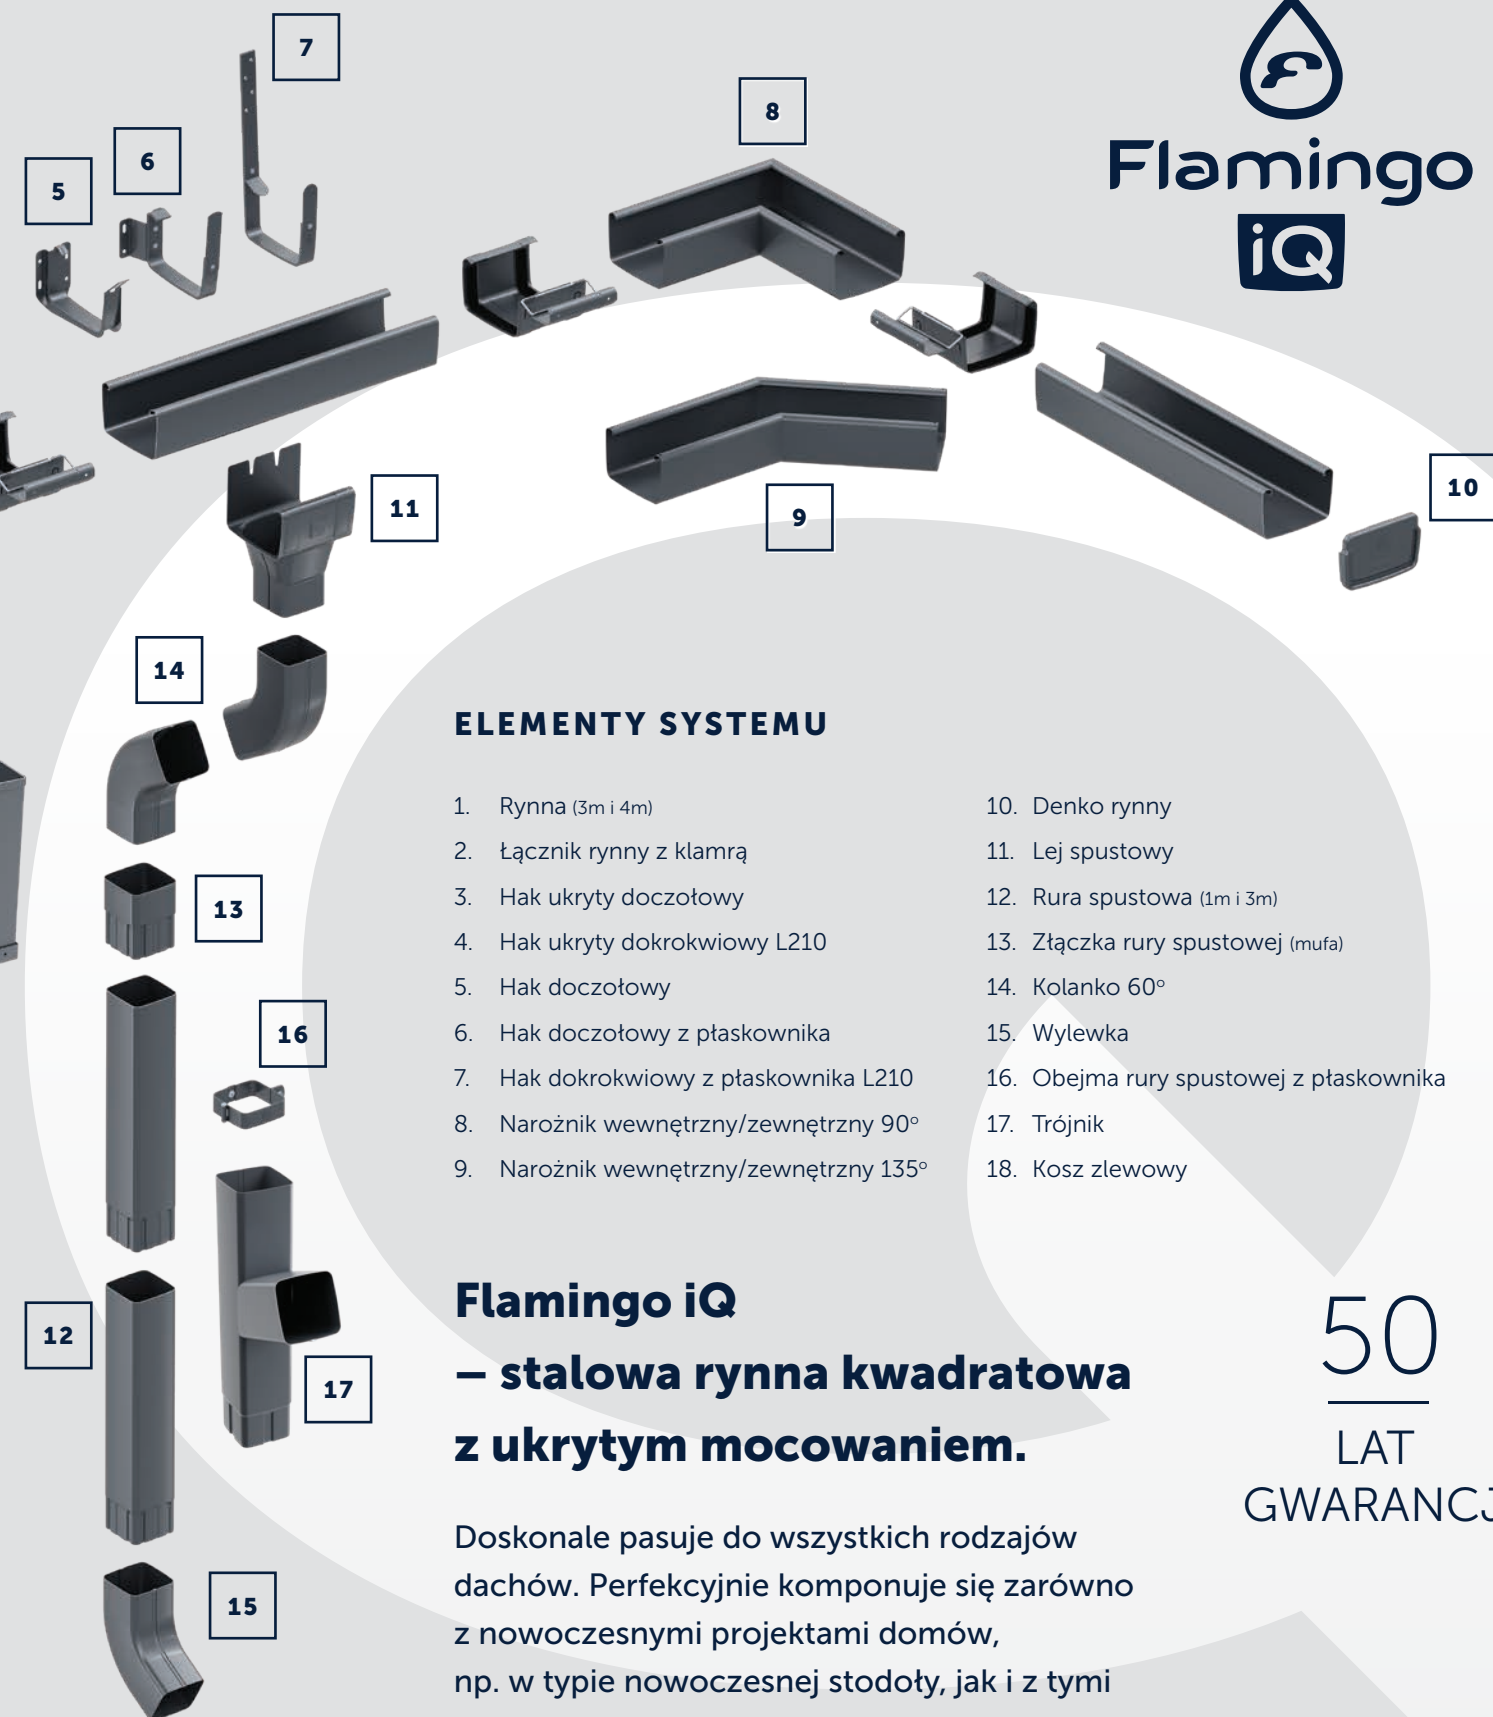 7
8
6
5
Flamingo
iQ
10
11
9
14
13
16
12
17
15
ELEMENTY SYSTEMU
1. Rynna (3m i 4m)
2. Łącznik rynny z klamrą
3. Hak ukryty doczołowy
4. Hak ukryty dokrokwiowy L210
5. Hak doczołowy
6. Hak doczołowy z płaskownika
7. Hak dokrokwiowy z płaskownika L210
8. Narożnik wewnętrzny/zewnętrzny 90°
9. Narożnik wewnętrzny/zewnętrzny 135°
10. Denko rynny
11. Lej spustowy
12. Rura spustowa (1m i 3m)
13. Złączka rury spustowej (mufa)
14. Kolanko 60°
15. Wylewka
16. Obejma rury spustowej z płaskownika
17. Trójnik
18. Kosz zlewowy
Flamingo iQ
– stalowa rynna kwadratowa
z ukrytym mocowaniem.
Doskonale pasuje do wszystkich rodzajów
dachów. Perfekcyjnie komponuje się zarówno
z nowoczesnymi projektami domów,
np. w typie nowoczesnej stodoły, jak i z tymi
50
LAT
GWARANCJ